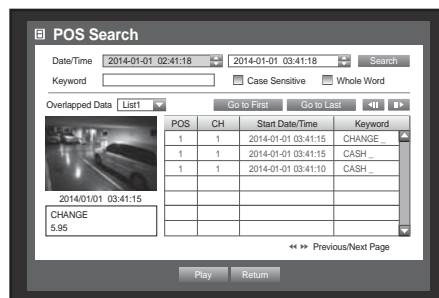 POS Search
Date/Time 2014-01-01 02:41:18 2014-01-01 03:41:18 Search
Keyword Case Sensitive Whole Word
Overlapped Data List1 Go to First Go to Last
POS CH Start Date/Time Keyword
1 1 2014-01-01 03:41:15 CHANGE _
1 1 2014-01-01 03:41:15 CASH _
1 1 2014-01-01 03:41:10 CASH _
2014/01/01 03:41:15
CHANGE
5.95
Previous/Next Page
Play Return